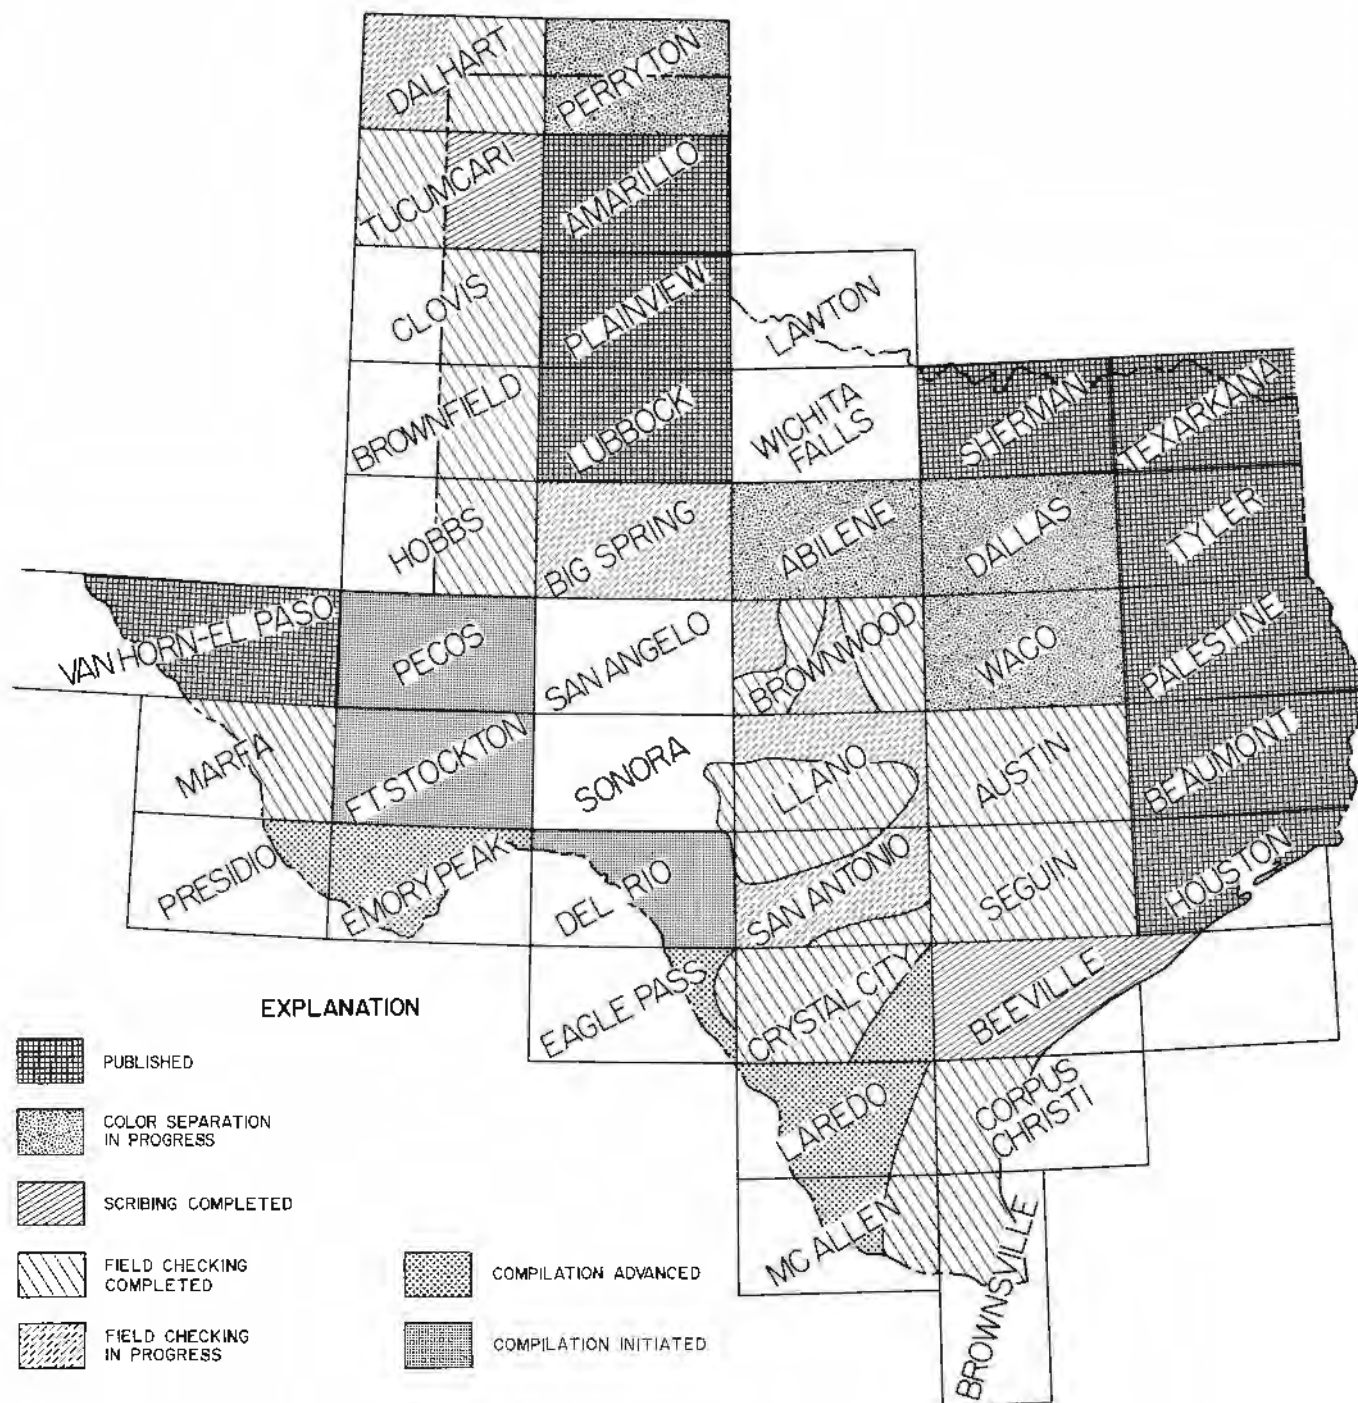 DALHART
PERRYTON
TUCUMCARI
AMARILLO
CLOVIS
PLAINVIEW
LAWTON
BROWNFIELD
LUBBOCK
WICHITA
FALLS
SHERMAN
TEXARKANA
HOBBS
BIG SPRING
ABILENE
DALLAS
TYLER
VAN HORN-EL PASO
PECOS
SAN ANGELO
BROWNWOOD
WACO
PALESTINE
MARFA
FT. STOCKTON
SONORA
LLANO
AUSTIN
BEAUMONT
PRESIDIO
EMORY PEAK
DEL RIO
SAN ANTONIO
SEGUIN
HOUSTON
EAGLE PASS
CRYSTAL CITY
BEEVILLE
LAREDO
CORPUS
CHRISTI
MC ALLEN
BROWNSVILLE
EXPLANATION
PUBLISHED
COLOR SEPARATION
IN PROGRESS
SCRIBING COMPLETED
FIELD CHECKING
COMPLETED
FIELD CHECKING
IN PROGRESS
COMPILATION ADVANCED
COMPILATION INITIATED